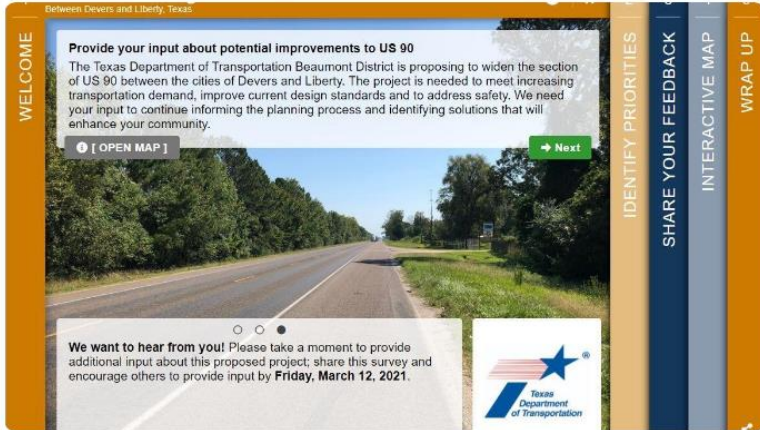 Between Devers and Liberty, Texas
WELCOME
Provide your input about potential improvements to US 90
The Texas Department of Transportation Beaumont District is proposing to widen the section
of US 90 between the cities of Devers and Liberty. The project is needed to meet increasing
transportation demand, improve current design standards and to address safety. We need
your input to continue informing the planning process and identifying solutions that will
enhance your community.
[ OPEN MAP ]
Next
We want to hear from you! Please take a moment to provide
additional input about this proposed project; share this survey and
encourage others to provide input by Friday, March 12, 2021.
Texas
Department
of Transportation
®
IDENTIFY PRIORITIES
SHARE YOUR FEEDBACK
INTERACTIVE MAP
WRAP UP